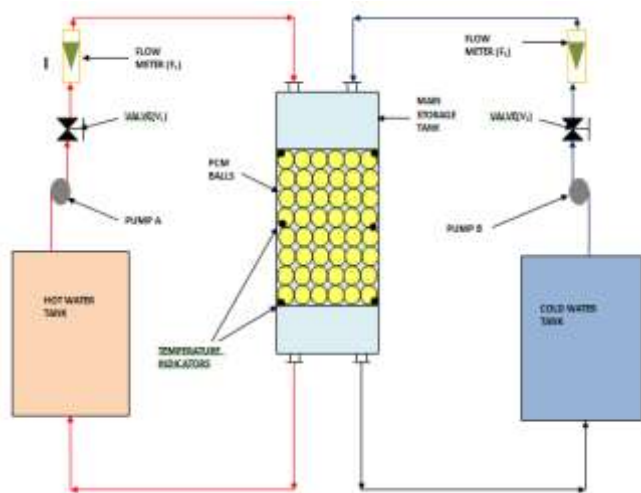 FLOW
METER (F₁)
VALVE(V₁)
PUMP A
HOT WATER
TANK
PCM
BALLS
TEMPERATURE
INDICATORS
MAIN
STORAGE
TANK
FLOW
METER (F₂)
VALVE(V₂)
PUMP B
COLD WATER
TANK